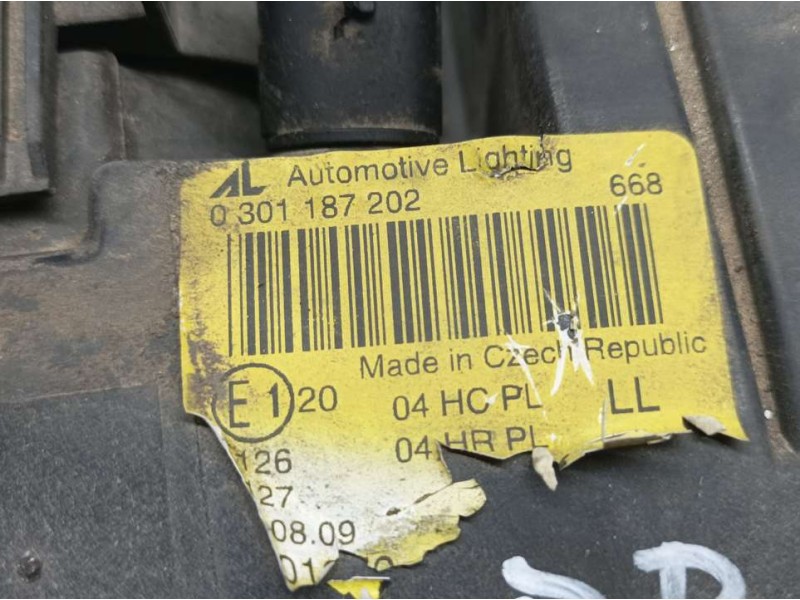 AL Automotive Lighting
0 301 187 202 668
Made in Czech Republic
E1 20 04 HC PL LL
04 HR PL
126
27
08.09